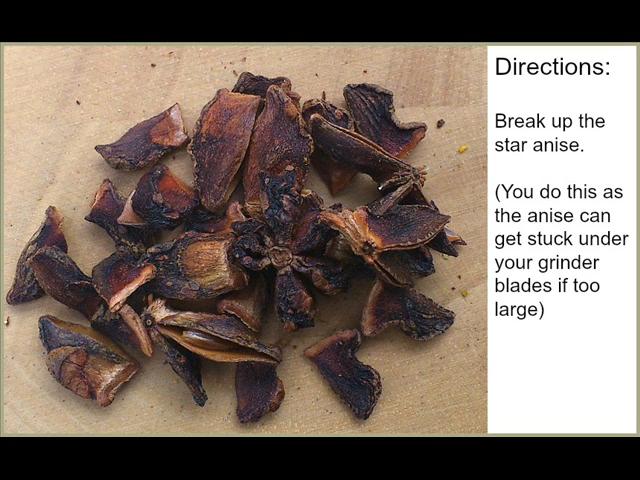 Directions:
Break up the
star anise.
(You do this as
the anise can
get stuck under
your grinder
blades if too
large)